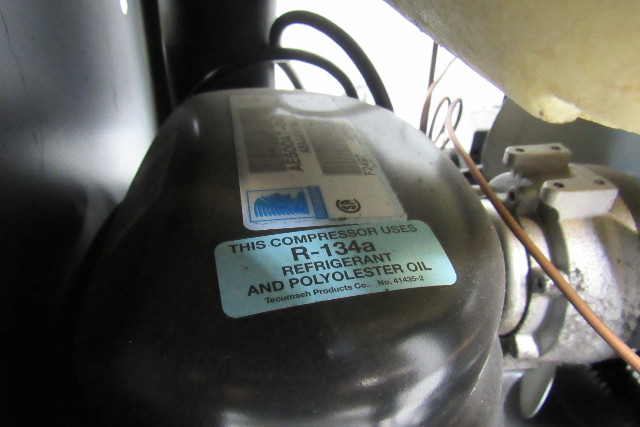 THIS COMPRESSOR USES
R-134a
REFRIGERANT
AND POLYOLESTER OIL
Tecumseh Products Co.. .No. 41435-2